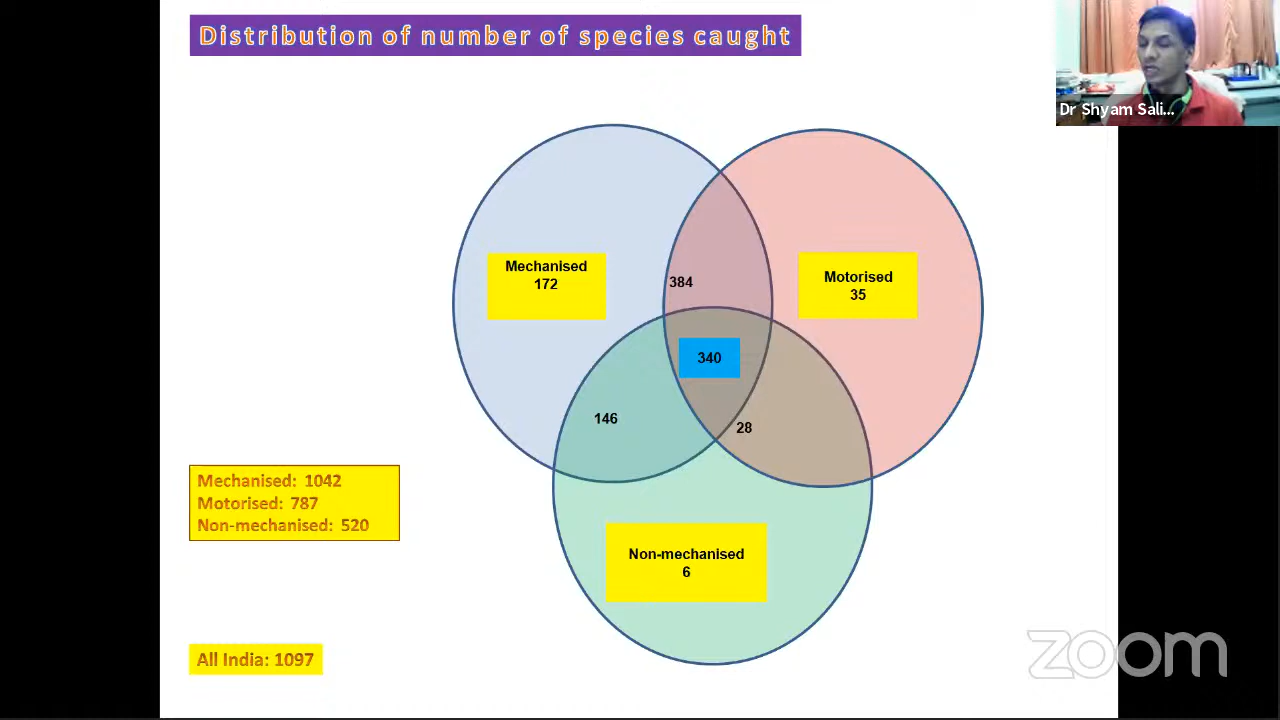 Distribution of number of species caught
Dr Shyam Sali...
Mechanised
172
384
Motorised
35
340
146
28
Mechanised: 1042
Motorised: 787
Non-mechanised: 520
Non-mechanised
6
All India: 1097
zoom